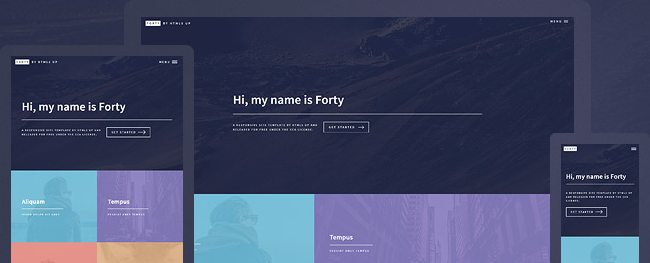 FORTY BY HTML5 UP
MENU
Hi, my name is Forty
A RESPONSIVE SITE TEMPLATE BY HTML5 UP AND
RELEASED FOR FREE UNDER THE CCA LICENSE.
GET STARTED
Aliquam
IPSUM DOLOR SIT AMET
Tempus
FEUGIAT AMET TEMPUS
FORTY BY HTML5 UP
MENU
Hi, my name is Forty
A RESPONSIVE SITE TEMPLATE BY HTML5 UP AND
RELEASED FOR FREE UNDER THE CCA LICENSE.
GET STARTED
Tempus
FEUGIAT AMET TEMPUS
FORTY
Hi, my name is Forty
A RESPONSIVE SITE TEMPLATE BY HTML5 UP
AND RELEASED FOR FREE UNDER THE CCA
LICENSE.
GET STARTED